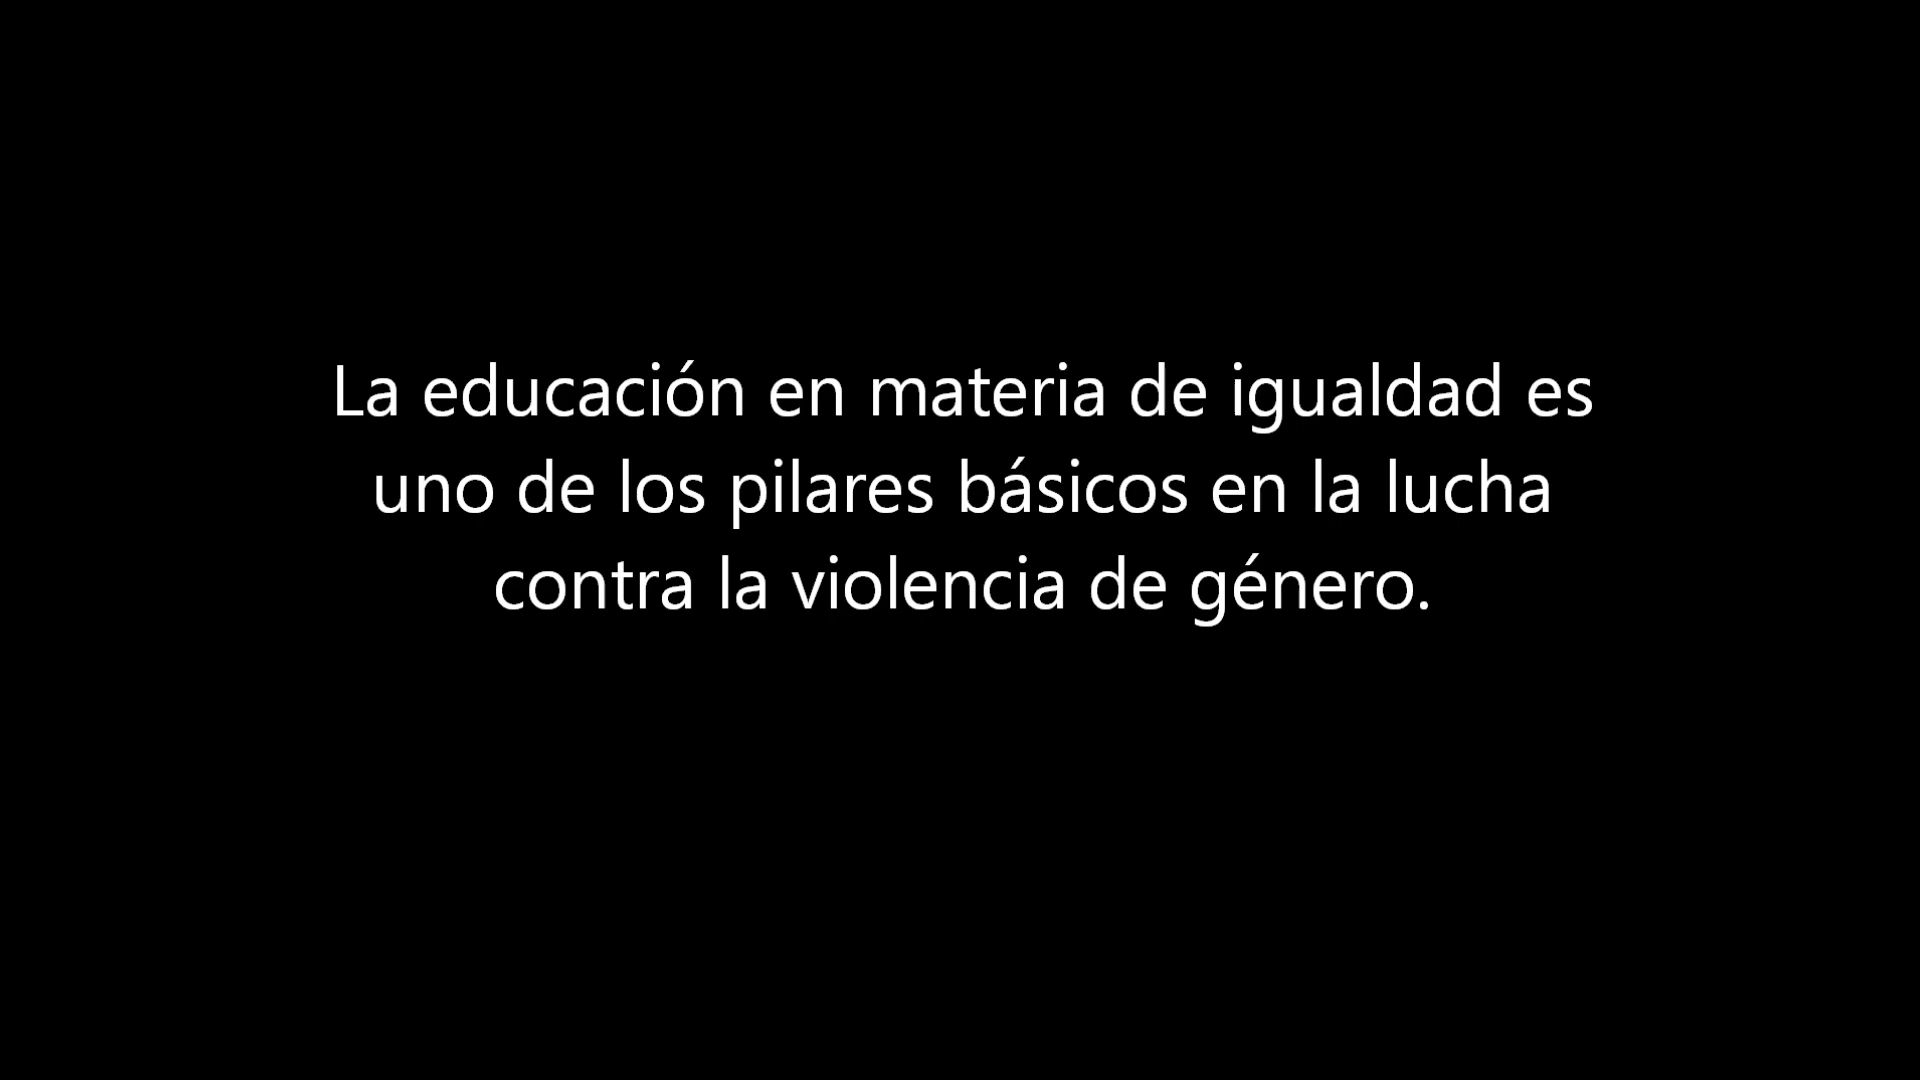 La educación en materia de igualdad es
uno de los pilares básicos en la lucha
contra la violencia de género.